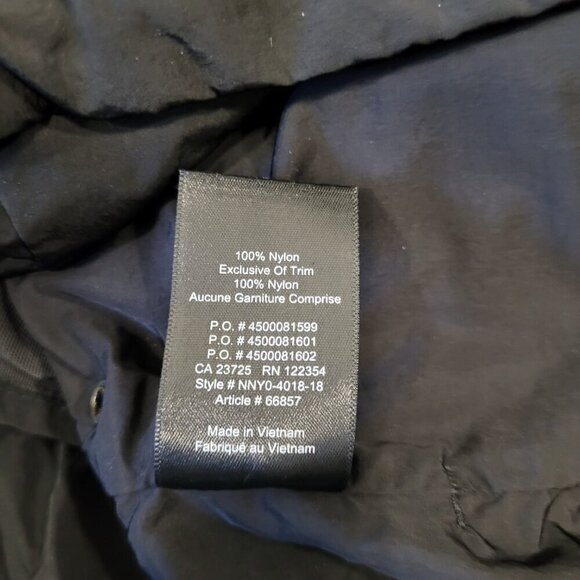 100% Nylon
Exclusive Of Trim
100% Nylon
Aucune Garniture Comprise
P.O. # 4500081599
P.O. # 4500081601
P.O. # 4500081602
CA 23725 RN 122354
Style # NNY0-4018-18
Article # 66857
Made in Vietnam
Fabriqué au Vietnam